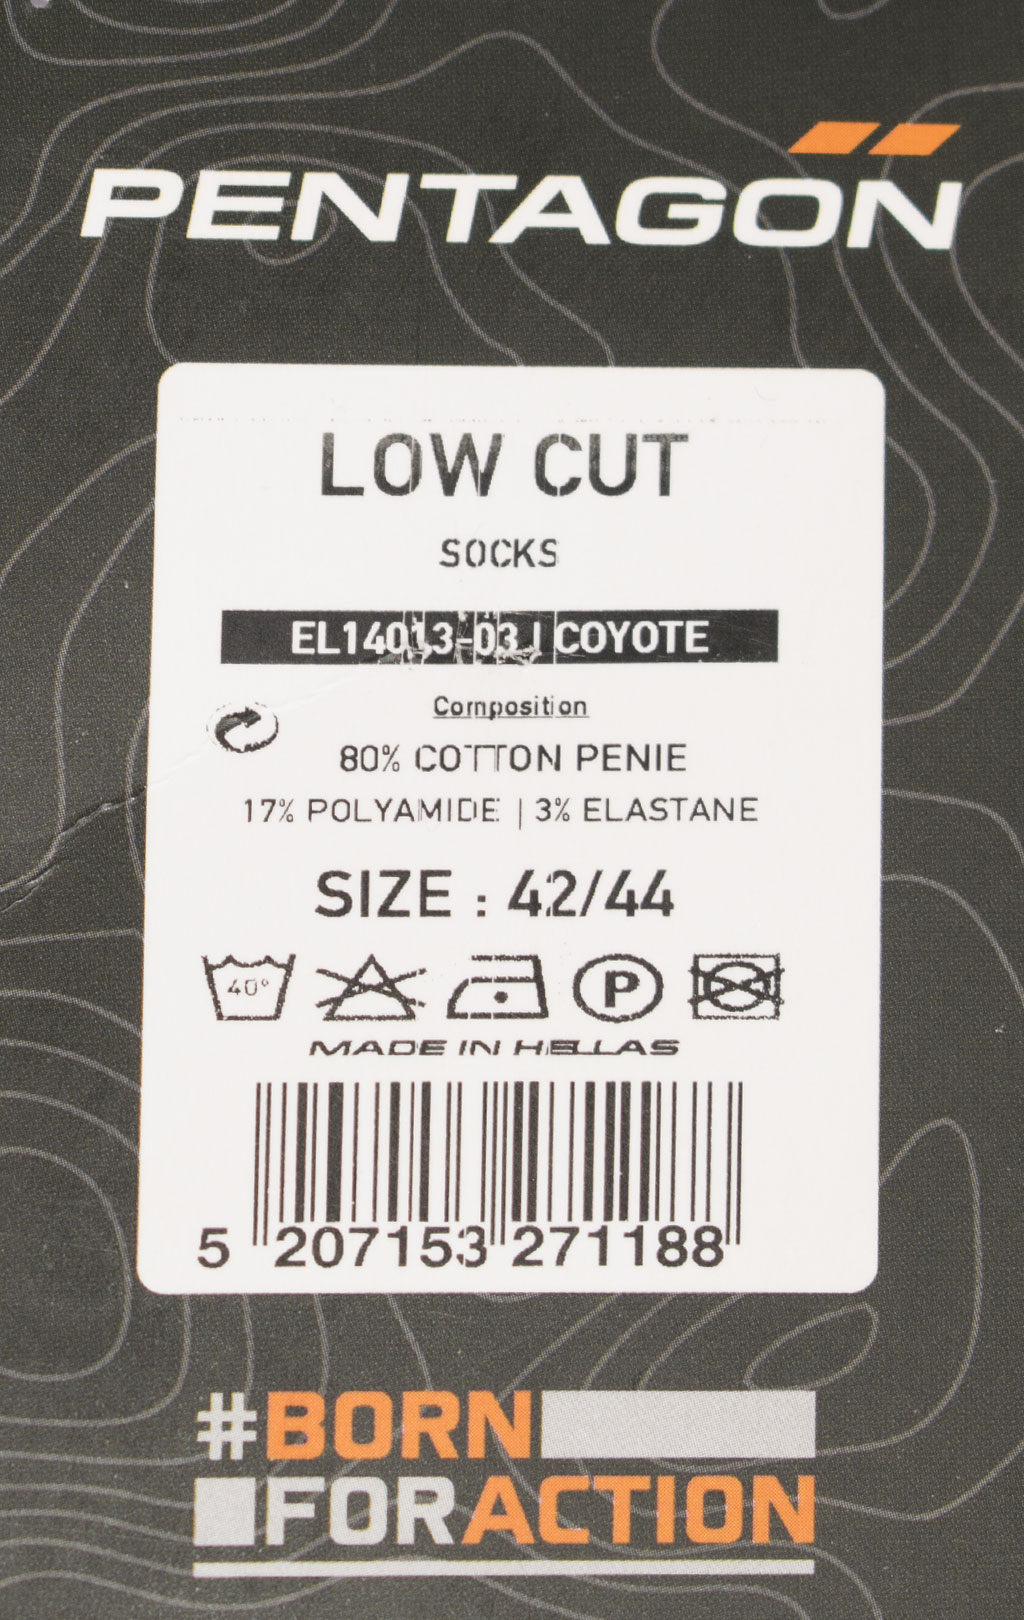 PENTAGON
LOW CUT
SOCKS
EL14013-03 | COYOTE
Composition
80% COTTON PENIE
17% POLYAMIDE | 3% ELASTANE
SIZE : 42/44
40°
P
MADE IN HELLAS
5 207153 271188
#BORN
FORACTION